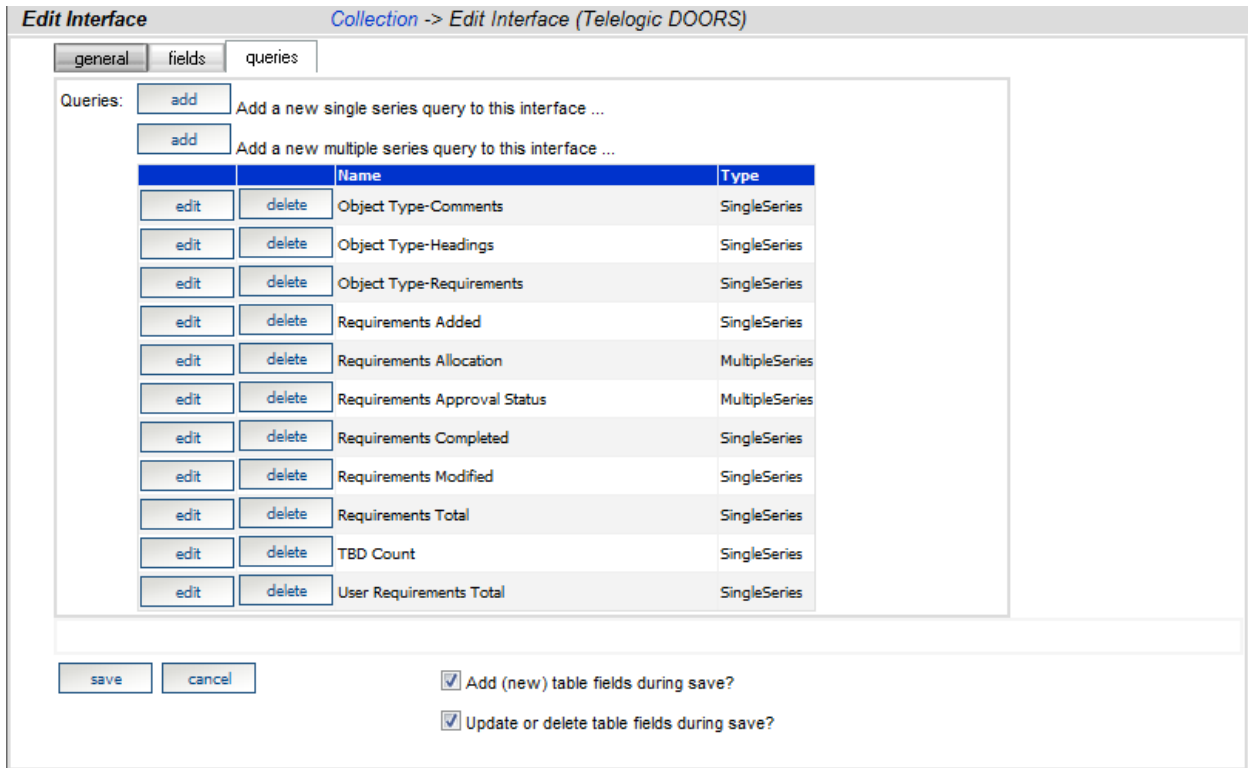 Edit Interface Collection -> Edit Interface (Telelogic DOORS)
general fields queries
Queries: add Add a new single series query to this interface ...
add Add a new multiple series query to this interface ...
Name Type
edit delete Object Type-Comments SingleSeries
edit delete Object Type-Headings SingleSeries
edit delete Object Type-Requirements SingleSeries
edit delete Requirements Added SingleSeries
edit delete Requirements Allocation MultipleSeries
edit delete Requirements Approval Status MultipleSeries
edit delete Requirements Completed SingleSeries
edit delete Requirements Modified SingleSeries
edit delete Requirements Total SingleSeries
edit delete TBD Count SingleSeries
edit delete User Requirements Total SingleSeries
save cancel Add (new) table fields during save?
Update or delete table fields during save?